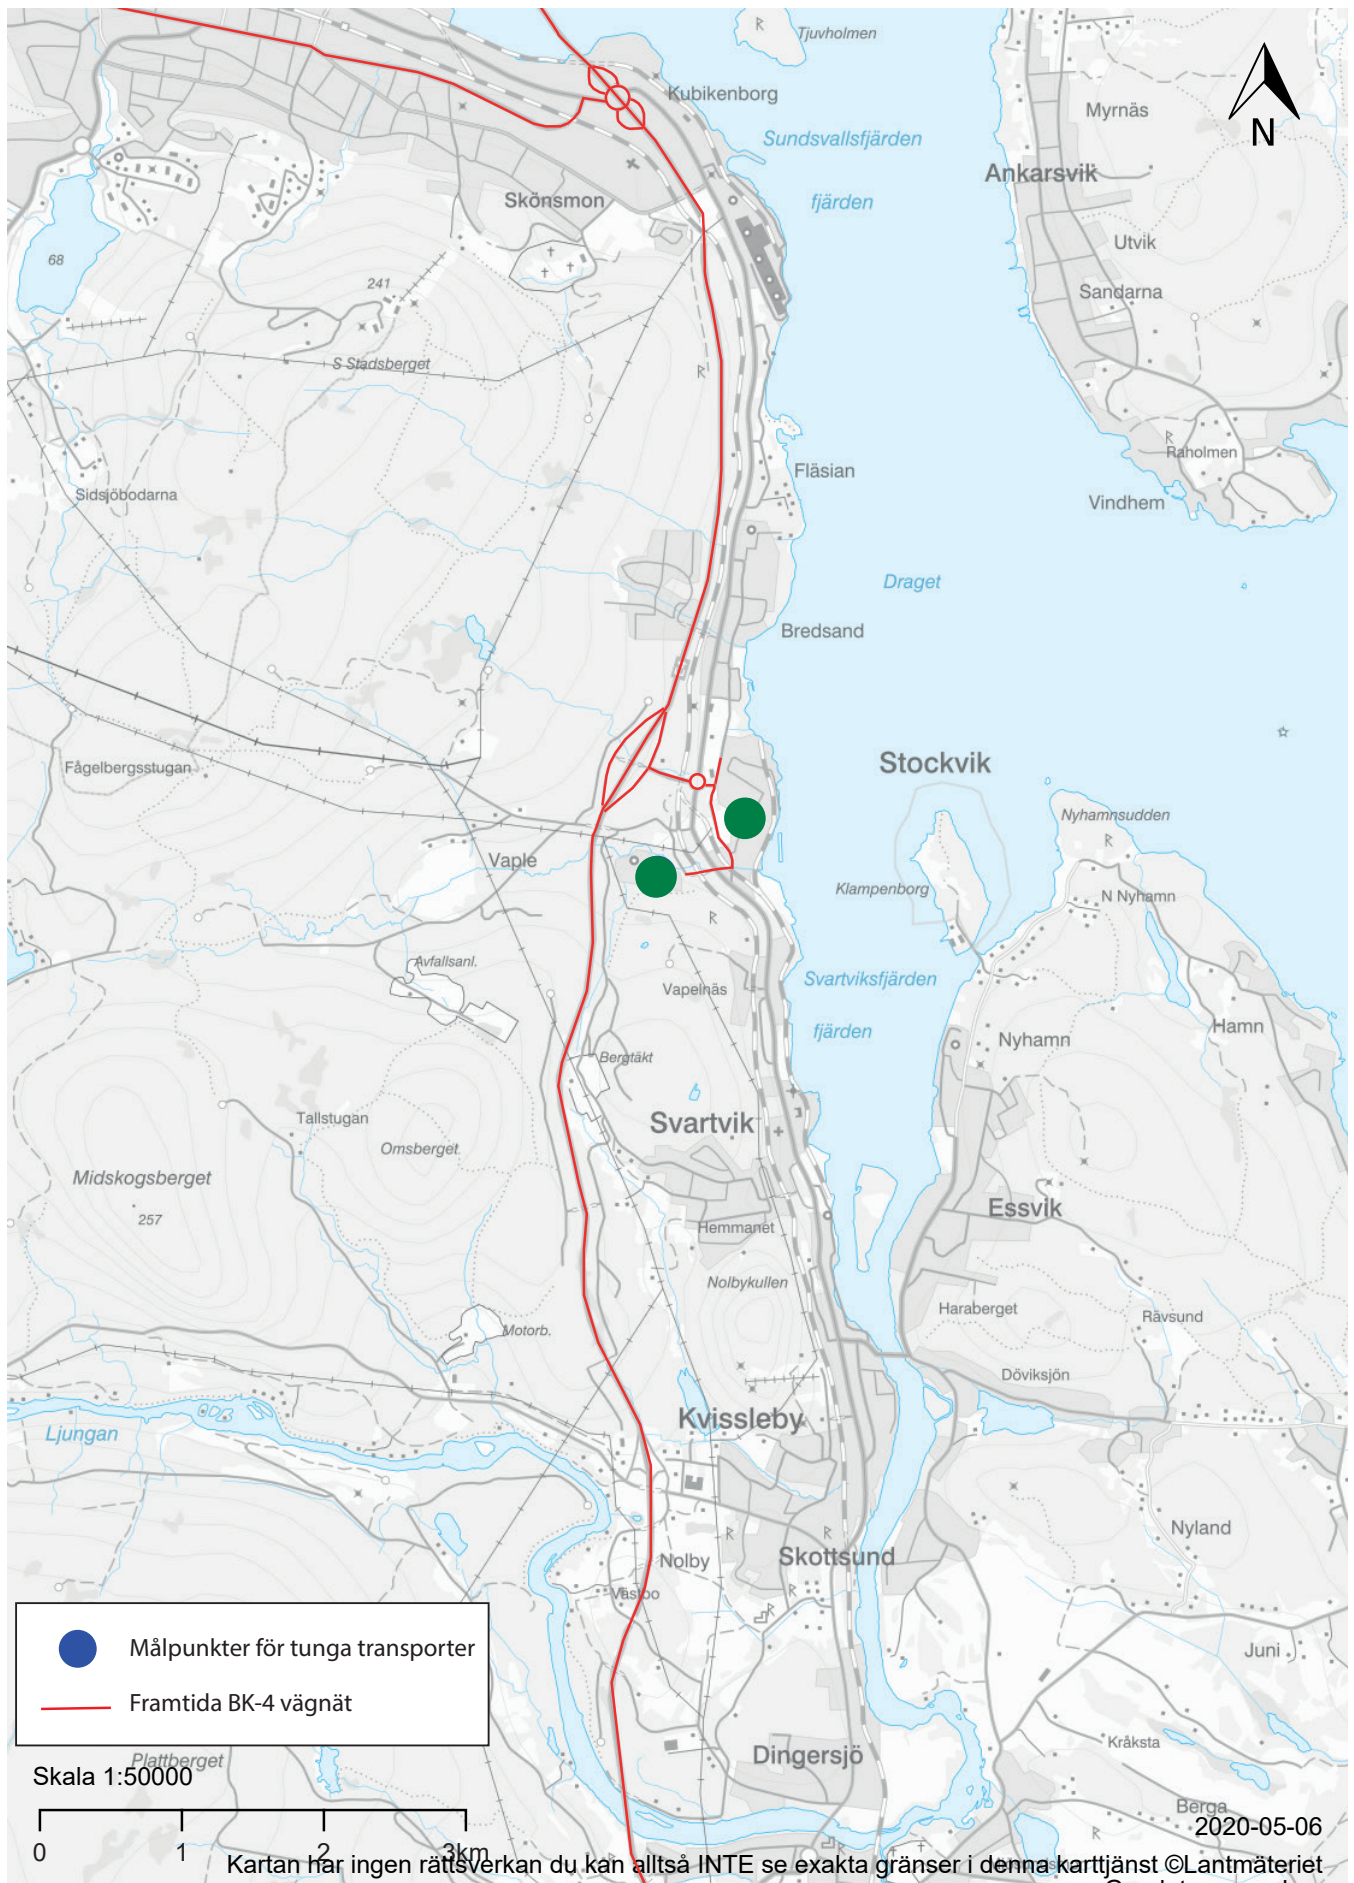 Tjuvholmen
Kubikenborg
Myrnäs
N
Sundsvallsfjärden
Ankarsvik
Skönsmon
fjärden
Utvik
68
241
Sandarna
S Stadsberget
Raholmen
Fläsian
Sidsjöbodarna
Vindhem
Draget
Bredsand
Stockvik
Fågelbergsstugan
Nyhamnsudden
Vaple
Klampenborg
N Nyhamn
Avfallsanl.
Svartviksfjärden
Vapelnäs
fjärden
Hamn
Nyhamn
Bergtäkt
Tallstugan
Svartvik
Omsberget
Midskogsberget
Essvik
257
Hemmanet
Nolbykullen
Haraberget
Rävsund
Motorb.
Döviksjön
Kvissleby
Ljungan
Nyland
Skottsund
Nolby
Västbo
Målpunkter för tunga transporter
Juni
Framtida BK-4 vägnät
Kråksta
Dingersjö
Plattberget
Skala 1:50000
Berga
2020-05-06
0 1 2 3km
Kartan har ingen rättsverkan du kan alltså INTE se exakta gränser i denna karttjänst ©Lantmäteriet